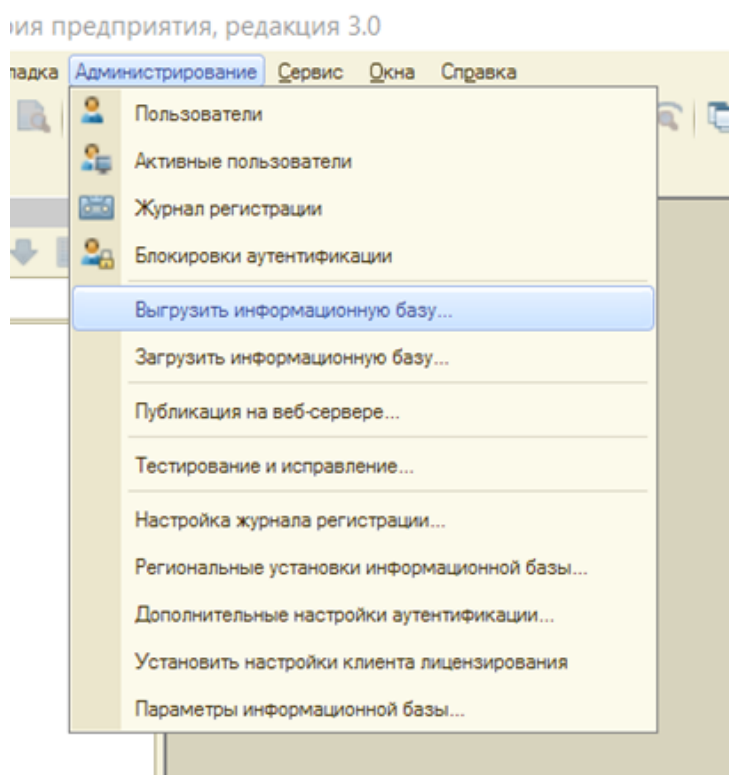 рия предприятия, редакция 3.0
ладка Администрирование Сервис Окна Справка
Пользователи
Активные пользователи
Журнал регистрации
Блокировки аутентификации
Выгрузить информационную базу...
Загрузить информационную базу...
Публикация на веб-сервере...
Тестирование и исправление...
Настройка журнала регистрации...
Региональные установки информационной базы...
Дополнительные настройки аутентификации...
Установить настройки клиента лицензирования
Параметры информационной базы...